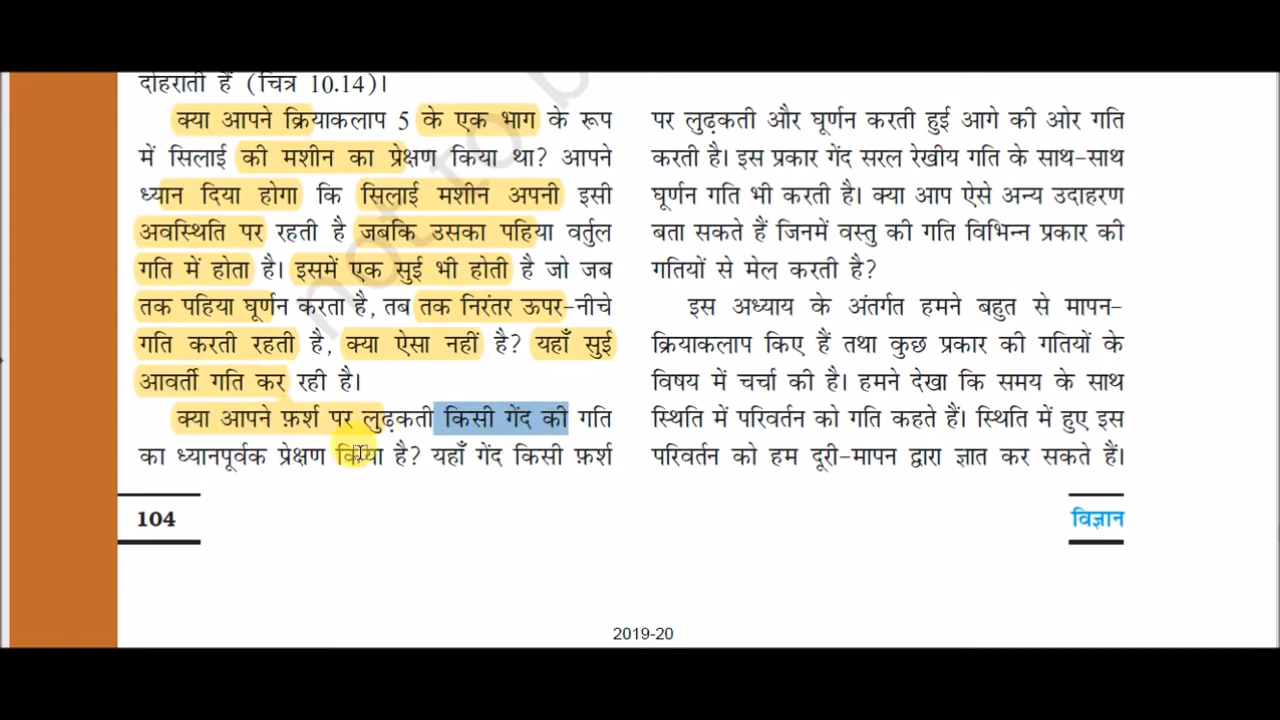 दोहराती हैं (चित्र 10.14)।
क्या आपने क्रियाकलाप 5 के एक भाग के रूप
में सिलाई की मशीन का प्रेक्षण किया था? आपने
ध्यान दिया होगा कि सिलाई मशीन अपनी इसी
अवस्थिति पर रहती है जबकि उसका पहिया वर्तुल
गति में होता है। इसमें एक सुई भी होती है जो जब
तक पहिया घूर्णन करता है, तब तक निरंतर ऊपर-नीचे
गति करती रहती है, क्या ऐसा नहीं है? यहाँ सुई
आवर्ती गति कर रही है।
क्या आपने फ़र्श पर लुढ़कती किसी गेंद की गति
का ध्यानपूर्वक प्रेक्षण किया है? यहाँ गेंद किसी फ़र्श
पर लुढ़कती और घूर्णन करती हुई आगे की ओर गति
करती है। इस प्रकार गेंद सरल रेखीय गति के साथ-साथ
घूर्णन गति भी करती है। क्या आप ऐसे अन्य उदाहरण
बता सकते हैं जिनमें वस्तु की गति विभिन्न प्रकार की
गतियों से मेल करती है?
इस अध्याय के अंतर्गत हमने बहुत से मापन-
क्रियाकलाप किए हैं तथा कुछ प्रकार की गतियों के
विषय में चर्चा की है। हमने देखा कि समय के साथ
स्थिति में परिवर्तन को गति कहते हैं। स्थिति में हुए इस
परिवर्तन को हम दूरी-मापन द्वारा ज्ञात कर सकते हैं।
104
विज्ञान
2019-20
not to b